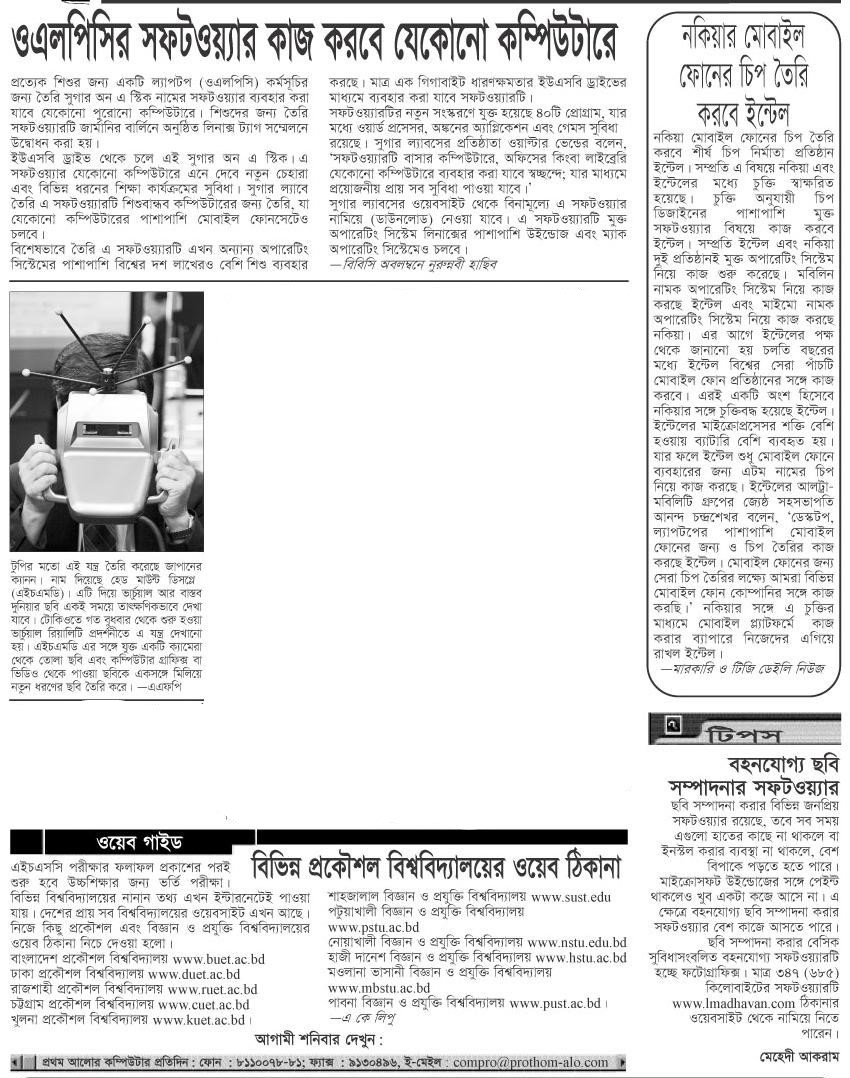 ওএলপিসির সফটওয়্যার কাজ করবে যেকোনো কম্পিউটারে
প্রত্যেক শিশুর জন্য একটি ল্যাপটপ (ওএলপিসি) কর্মসূচির
জন্য তৈরি সুগার অন এ স্টিক নামের সফটওয়্যার ব্যবহার করা
যাবে যেকোনো পুরোনো কম্পিউটারে। শিশুদের জন্য তৈরি
সফটওয়্যারটি জার্মানির বার্লিনে অনুষ্ঠিত লিনাক্স ট্যাগ সম্মেলনে
উদ্বোধন করা হয়।
ইউএসবি ড্রাইভ থেকে চলে এই সুগার অন এ স্টিক। এ
সফটওয়্যার যেকোনো কম্পিউটারে এনে দেবে নতুন চেহারা
এবং বিভিন্ন ধরনের শিক্ষা কার্যক্রমের সুবিধা। সুগার ল্যাবে
তৈরি এ সফটওয়্যারটি শিশুবান্ধব কম্পিউটারের জন্য তৈরি, যা
যেকোনো কম্পিউটারের পাশাপাশি মোবাইল ফোনসেটেও
চলবে।
বিশেষভাবে তৈরি এ সফটওয়্যারটি এখন অন্যান্য অপারেটিং
সিস্টেমের পাশাপাশি বিশ্বের দশ লাখেরও বেশি শিশু ব্যবহার
করছে। মাত্র এক গিগাবাইট ধারণক্ষমতার ইউএসবি ড্রাইভের
মাধ্যমে ব্যবহার করা যাবে সফটওয়্যারটি।
সফটওয়্যারটির নতুন সংস্করণে যুক্ত হয়েছে ৪০টি প্রোগ্রাম, যার
মধ্যে ওয়ার্ড প্রসেসর, অঙ্কনের অ্যাপ্লিকেশন এবং গেমস সুবিধা
রয়েছে। সুগার ল্যাবসের প্রতিষ্ঠাতা ওয়াল্টার ভেন্ডের বলেন,
‘সফটওয়্যারটি বাসার কম্পিউটারে, অফিসের কিংবা লাইব্রেরি
যেকোনো কম্পিউটারে ব্যবহার করা যাবে স্বচ্ছন্দে; যার মাধ্যমে
প্রয়োজনীয় প্রায় সব সুবিধা পাওয়া যাবে।’
সুগার ল্যাবসের ওয়েবসাইট থেকে বিনামূল্যে এ সফটওয়্যার
নামিয়ে (ডাউনলোড) নেওয়া যাবে। এ সফটওয়্যারটি মুক্ত
অপারেটিং সিস্টেম লিনাক্সের পাশাপাশি উইন্ডোজ এবং ম্যাক
অপারেটিং সিস্টেমেও চলবে।
—বিবিসি অবলম্বনে নুরুন্নবী হাছিব
নকিয়ার মোবাইল
ফোনের চিপ তৈরি
করবে ইন্টেল
নকিয়া মোবাইল ফোনের চিপ তৈরি
করবে শীর্ষ চিপ নির্মাতা প্রতিষ্ঠান
ইন্টেল। সম্প্রতি এ বিষয়ে নকিয়া এবং
ইন্টেলের মধ্যে চুক্তি স্বাক্ষরিত
হয়েছে। চুক্তি অনুযায়ী চিপ
ডিজাইনের পাশাপাশি মুক্ত
সফটওয়্যার বিষয়ে কাজ করবে
ইন্টেল। সম্প্রতি ইন্টেল এবং নকিয়া
দুই প্রতিষ্ঠানই মুক্ত অপারেটিং সিস্টেম
নিয়ে কাজ শুরু করেছে। মবিলিন
নামক অপারেটিং সিস্টেম নিয়ে কাজ
করছে ইন্টেল এবং মাইমো নামক
অপারেটিং সিস্টেম নিয়ে কাজ করছে
নকিয়া। এর আগে ইন্টেলের পক্ষ
থেকে জানানো হয় চলতি বছরের
মধ্যে ইন্টেল বিশ্বের সেরা পাঁচটি
মোবাইল ফোন প্রতিষ্ঠানের সঙ্গে কাজ
করবে। এরই একটি অংশ হিসেবে
নকিয়ার সঙ্গে চুক্তিবদ্ধ হয়েছে ইন্টেল।
ইন্টেলের মাইক্রোপ্রসেসর শক্তি বেশি
হওয়ায় ব্যাটারি বেশি ব্যবহৃত হয়।
যার ফলে ইন্টেল শুধু মোবাইল ফোনে
ব্যবহারের জন্য এটম নামের চিপ
নিয়ে কাজ করছে। ইন্টেলের আলট্রা-
মবিলিটি গ্রুপের জ্যেষ্ঠ সহসভাপতি
আনন্দ চন্দ্রশেখর বলেন, ‘ডেস্কটপ,
ল্যাপটপের পাশাপাশি মোবাইল
ফোনের জন্য ও চিপ তৈরির কাজ
করছে ইন্টেল। মোবাইল ফোনের জন্য
সেরা চিপ তৈরির লক্ষ্যে আমরা বিভিন্ন
মোবাইল ফোন কোম্পানির সঙ্গে কাজ
করছি।’ নকিয়ার সঙ্গে এ চুক্তির
মাধ্যমে মোবাইল প্ল্যাটফর্মে কাজ
করার ব্যাপারে নিজেদের এগিয়ে
রাখল ইন্টেল।
—মারকারি ও টিজি ডেইলি নিউজ
টুপির মতো এই যন্ত্র তৈরি করেছে জাপানের
ক্যানন। নাম দিয়েছে হেড মাউন্ট ডিসপ্লে
(এইচএমডি)। এটি দিয়ে ভার্চুয়াল আর বাস্তব
দুনিয়ার ছবি একই সময়ে তাৎক্ষণিকভাবে দেখা
যাবে। টোকিওতে গত বুধবার থেকে শুরু হওয়া
ভার্চুয়াল রিয়ালিটি প্রদর্শনীতে এ যন্ত্র দেখানো
হয়। এইচএমডি এর সঙ্গে যুক্ত একটি ক্যামেরা
থেকে তোলা ছবি এবং কম্পিউটার গ্রাফিক্স বা
ভিডিও থেকে পাওয়া ছবিকে একসঙ্গে মিলিয়ে
নতুন ধরণের ছবি তৈরি করে। —এএফপি
টিপস
বহনযোগ্য ছবি
সম্পাদনার সফটওয়্যার
ছবি সম্পাদনা করার বিভিন্ন জনপ্রিয়
সফটওয়্যার রয়েছে, তবে সব সময়
এগুলো হাতের কাছে না থাকলে বা
ইনস্টল করার ব্যবস্থা না থাকলে, বেশ
বিপাকে পড়তে হতে পারে।
মাইক্রোসফট উইন্ডোজের সঙ্গে পেইন্ট
থাকলেও খুব একটা কজে আসে না। এ
ক্ষেত্রে বহনযোগ্য ছবি সম্পাদনা করার
সফটওয়্যার বেশ কাজে আসতে পারে।
ছবি সম্পাদনা করার বেসিক
সুবিধাসংবলিত বহনযোগ্য সফটওয়্যারটি
হচ্ছে ফটোগ্রাফিক্স। মাত্র ৩৪৭ (৬৮৫)
কিলোবাইটের সফটওয়্যারটি
www.lmadhavan.com ঠিকানার
ওয়েবসাইট থেকে নামিয়ে নিতে
পারেন।
মেহেদী আকরাম
ওয়েব গাইড
বিভিন্ন প্রকৌশল বিশ্ববিদ্যালয়ের ওয়েব ঠিকানা
এইচএসসি পরীক্ষার ফলাফল প্রকাশের পরই
শুরু হবে উচ্চশিক্ষার জন্য ভর্তি পরীক্ষা।
বিভিন্ন বিশ্ববিদ্যালয়ের নানান তথ্য এখন ইন্টারনেটেই পাওয়া
যায়। দেশের প্রায় সব বিশ্ববিদ্যালয়ের ওয়েবসাইট এখন আছে।
নিজে কিছু প্রকৌশল এবং বিজ্ঞান ও প্রযুক্তি বিশ্ববিদ্যালয়ের
ওয়েব ঠিকানা নিচে দেওয়া হলো।
বাংলাদেশ প্রকৌশল বিশ্ববিদ্যালয় www.buet.ac.bd
ঢাকা প্রকৌশল বিশ্ববিদ্যালয় www.duet.ac.bd
রাজশাহী প্রকৌশল বিশ্ববিদ্যালয় www.ruet.ac.bd
চট্টগ্রাম প্রকৌশল বিশ্ববিদ্যালয় www.cuet.ac.bd
খুলনা প্রকৌশল বিশ্ববিদ্যালয় www.kuet.ac.bd।
শাহজালাল বিজ্ঞান ও প্রযুক্তি বিশ্ববিদ্যালয় www.sust.edu
পটুয়াখালী বিজ্ঞান ও প্রযুক্তি বিশ্ববিদ্যালয়
www.pstu.ac.bd
নোয়াখালী বিজ্ঞান ও প্রযুক্তি বিশ্ববিদ্যালয় www.nstu.edu.bd
হাজী দানেশ বিজ্ঞান ও প্রযুক্তি বিশ্ববিদ্যালয় www.hstu.ac.bd
মওলানা ভাসানী বিজ্ঞান ও প্রযুক্তি বিশ্ববিদ্যালয়
www.mbstu.ac.bd
পাবনা বিজ্ঞান ও প্রযুক্তি বিশ্ববিদ্যালয় www.pust.ac.bd।
—এ কে লিপু
আগামী শনিবার দেখুন :
প্রথম আলোর কম্পিউটার প্রতিদিন : ফোন : ৮১১০০৭৮-৮১; ফ্যাক্স : ৯১৩০৪৯৬, ই-মেইল : compro@prothom-alo.com